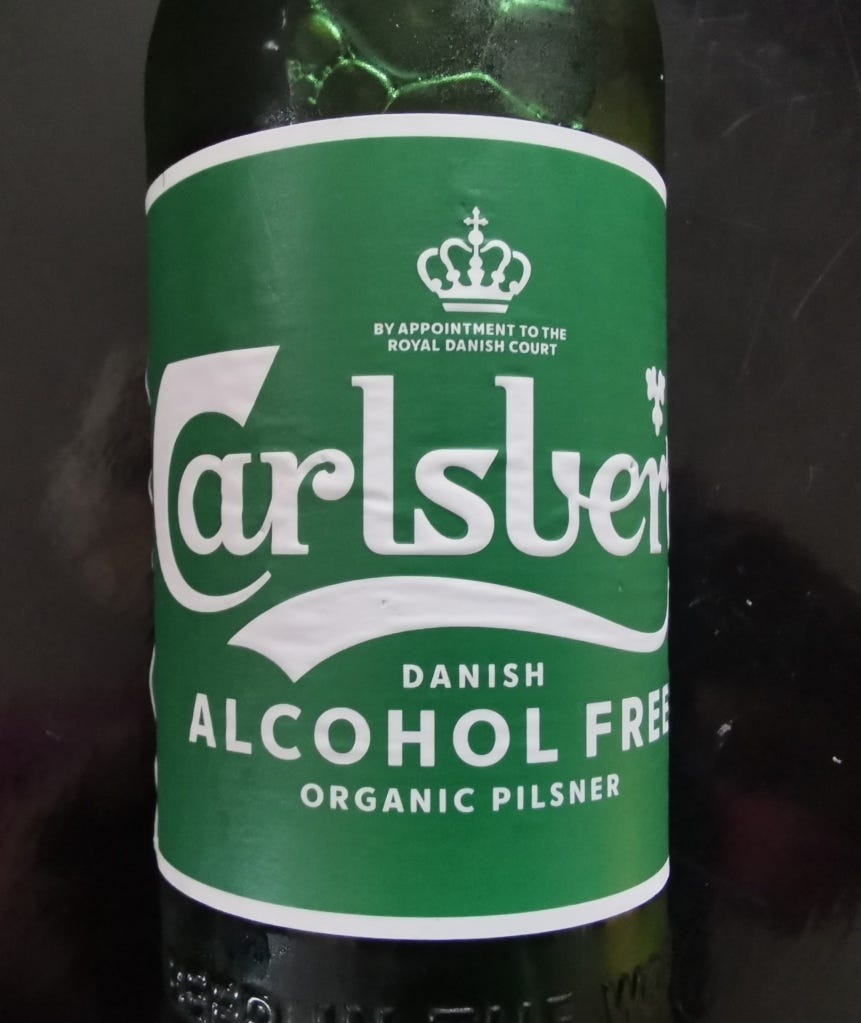 BY APPOINTMENT TO THE
ROYAL DANISH COURT
Carlsber
DANISH
ALCOHOL FREE
ORGANIC PILSNER